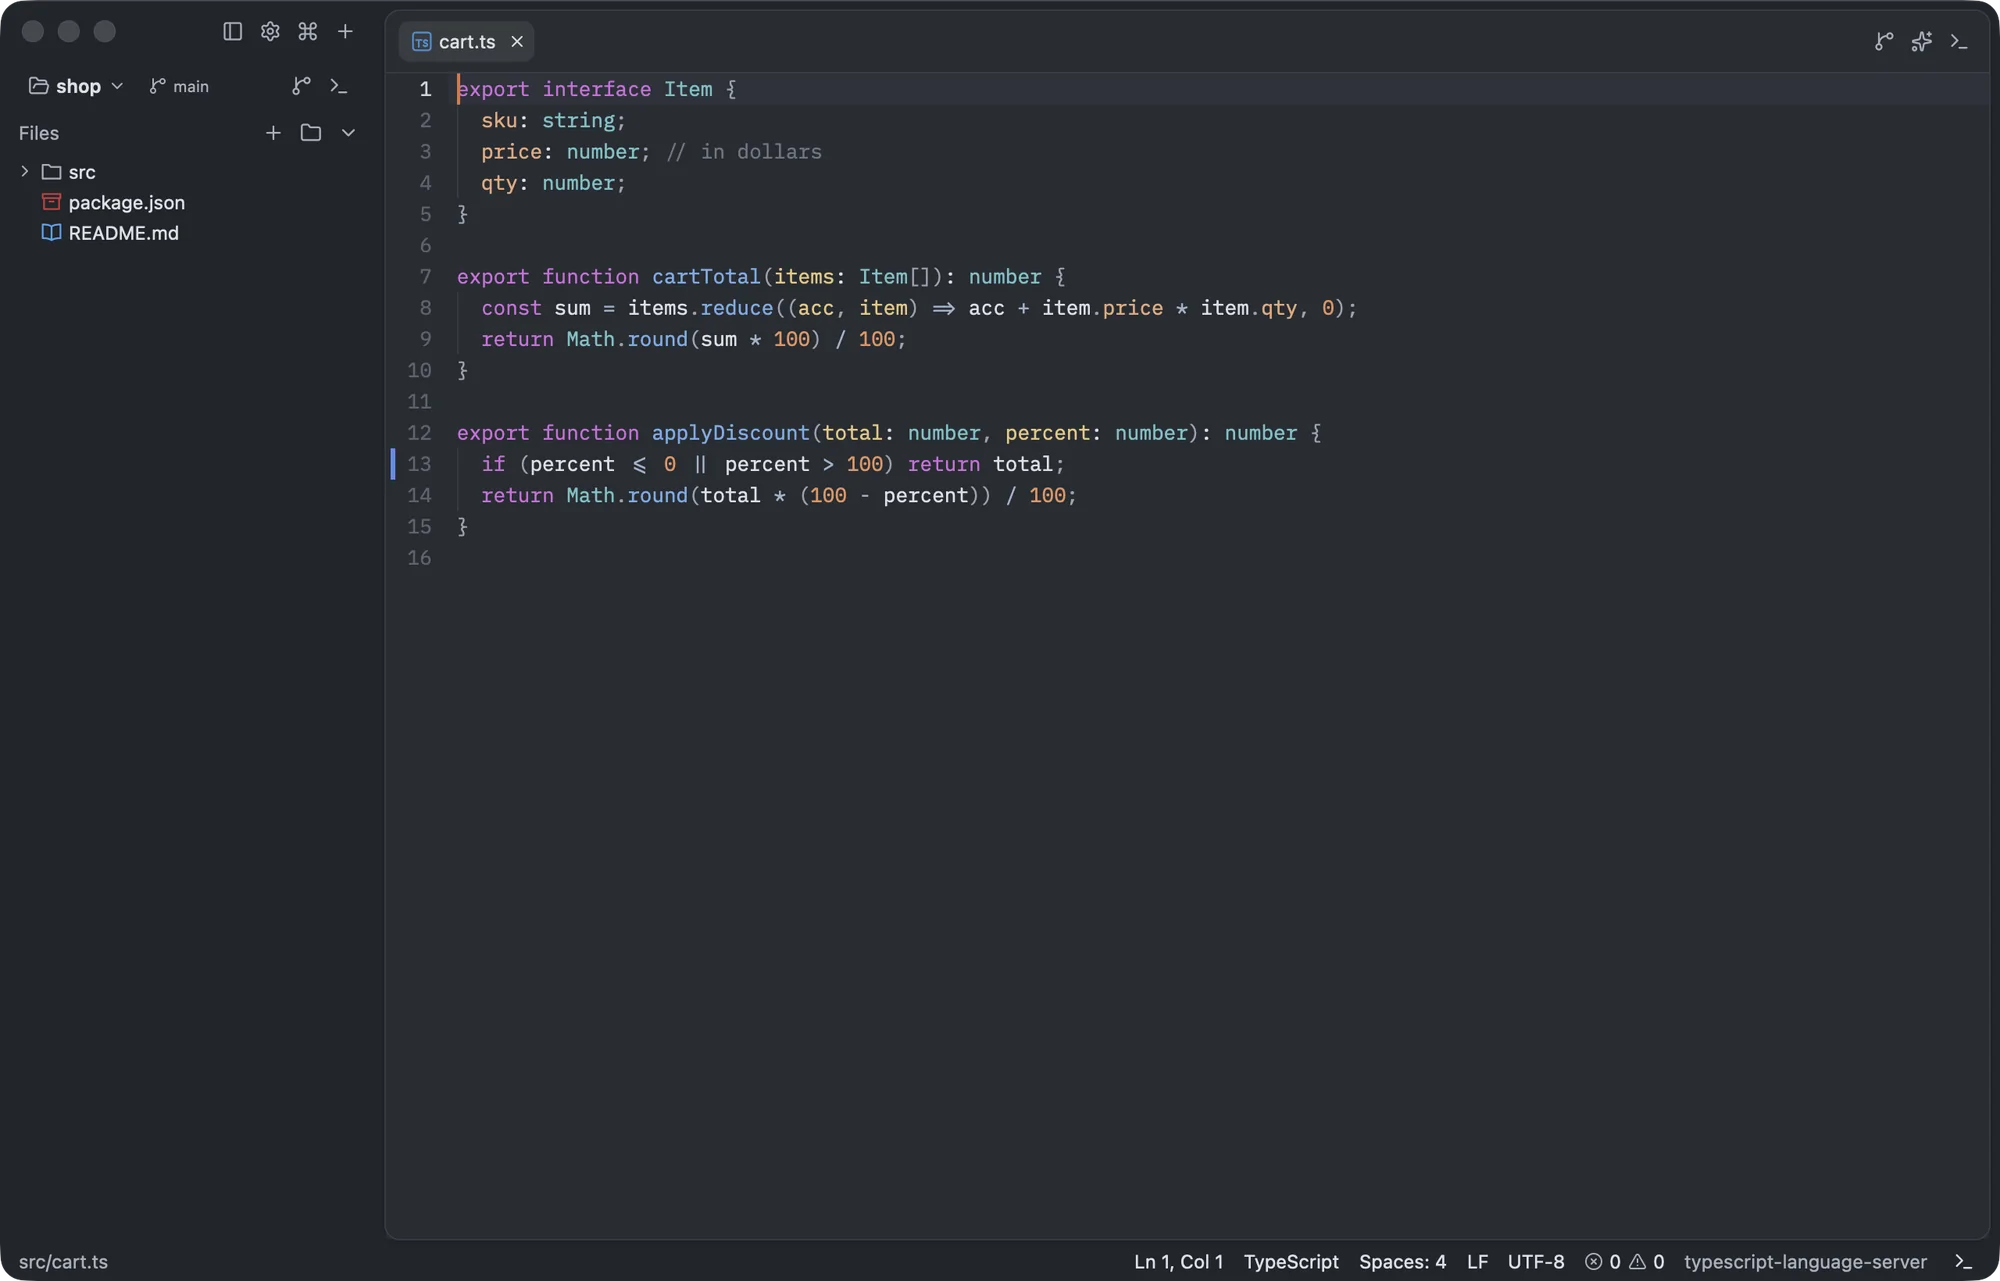 shop main
Files
src
package.json
README.md
TS cart.ts
1 export interface Item {
2 sku: string;
3 price: number; // in dollars
4 qty: number;
5 }
6
7 export function cartTotal(items: Item[]): number {
8 const sum = items.reduce((acc, item) => acc + item.price * item.qty, 0);
9 return Math.round(sum * 100) / 100;
10 }
11
12 export function applyDiscount(total: number, percent: number): number {
13 if (percent <= 0 || percent > 100) return total;
14 return Math.round(total * (100 - percent)) / 100;
15 }
16
src/cart.ts Ln 1, Col 1 TypeScript Spaces: 4 LF UTF-8 0 0 typescript-language-server